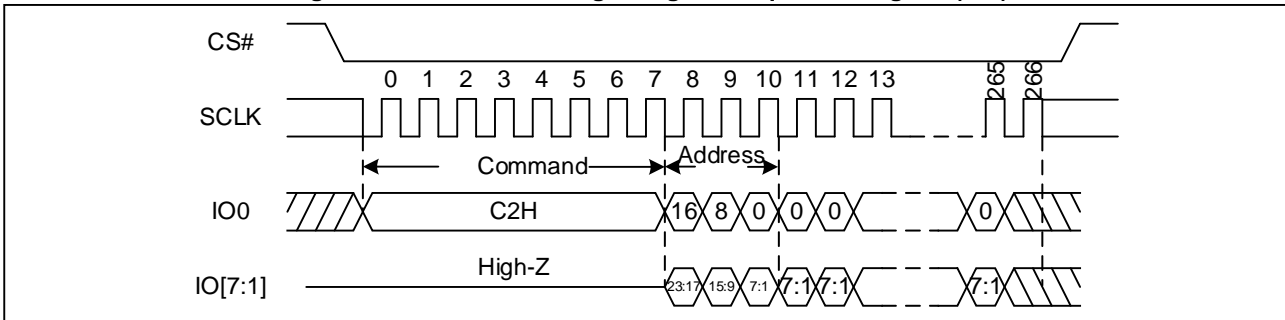 CS#
0 1 2 3 4 5 6 7 8 9 10 11 12 13 265 266
SCLK
Command Address
IO0 C2H 16 8 0 0 0 0
High-Z
IO[7:1] 23:17 15:9 7:1 7:1 7:1 7:1